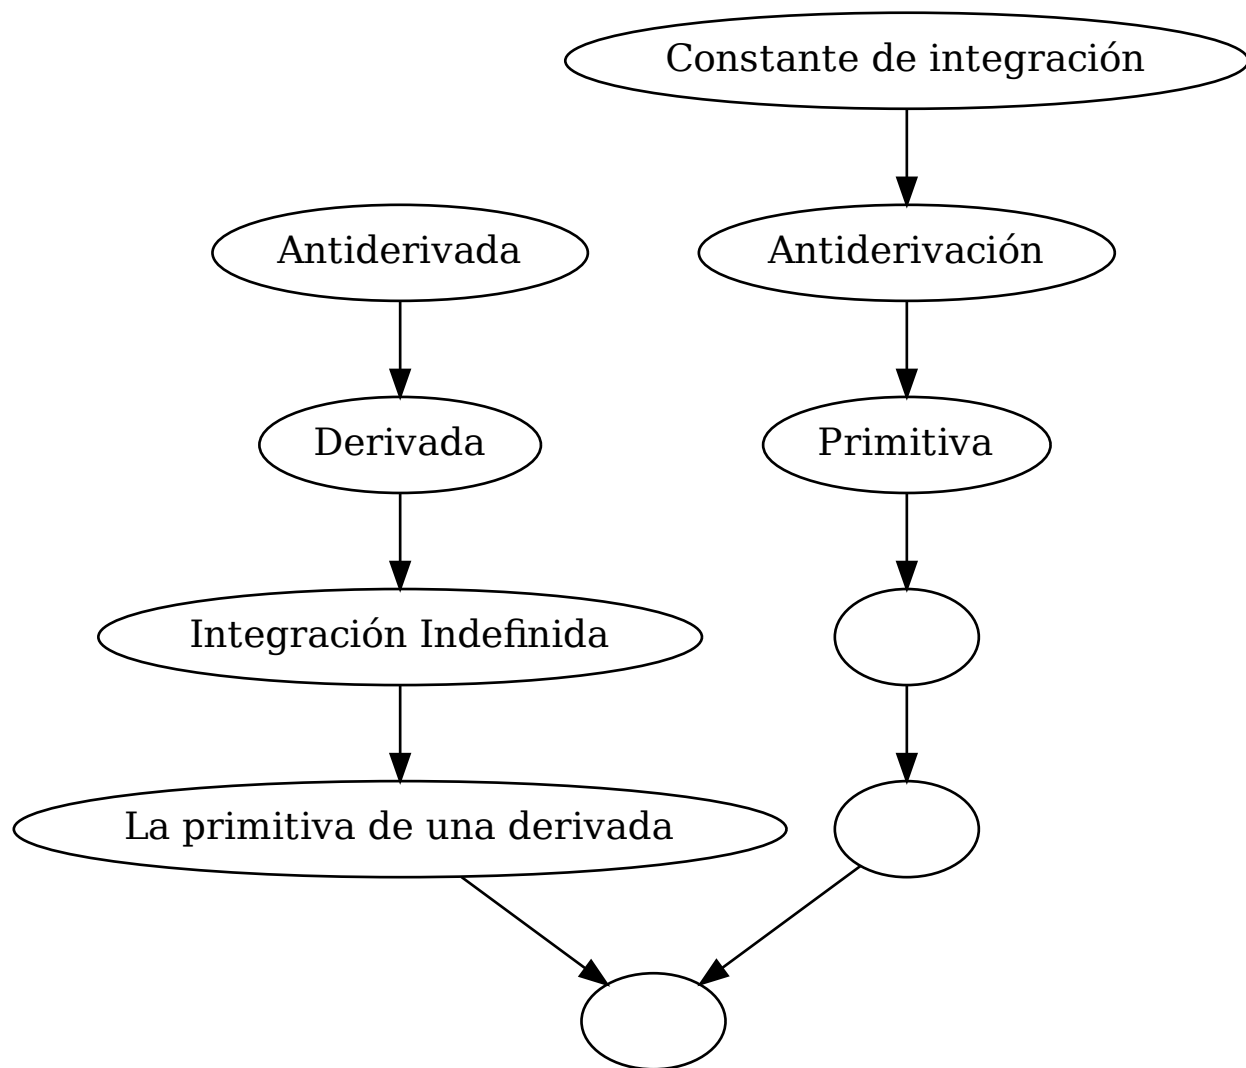 Constante de integración
Antiderivada
Antiderivación
Derivada
Primitiva
Integración Indefinida
La primitiva de una derivada